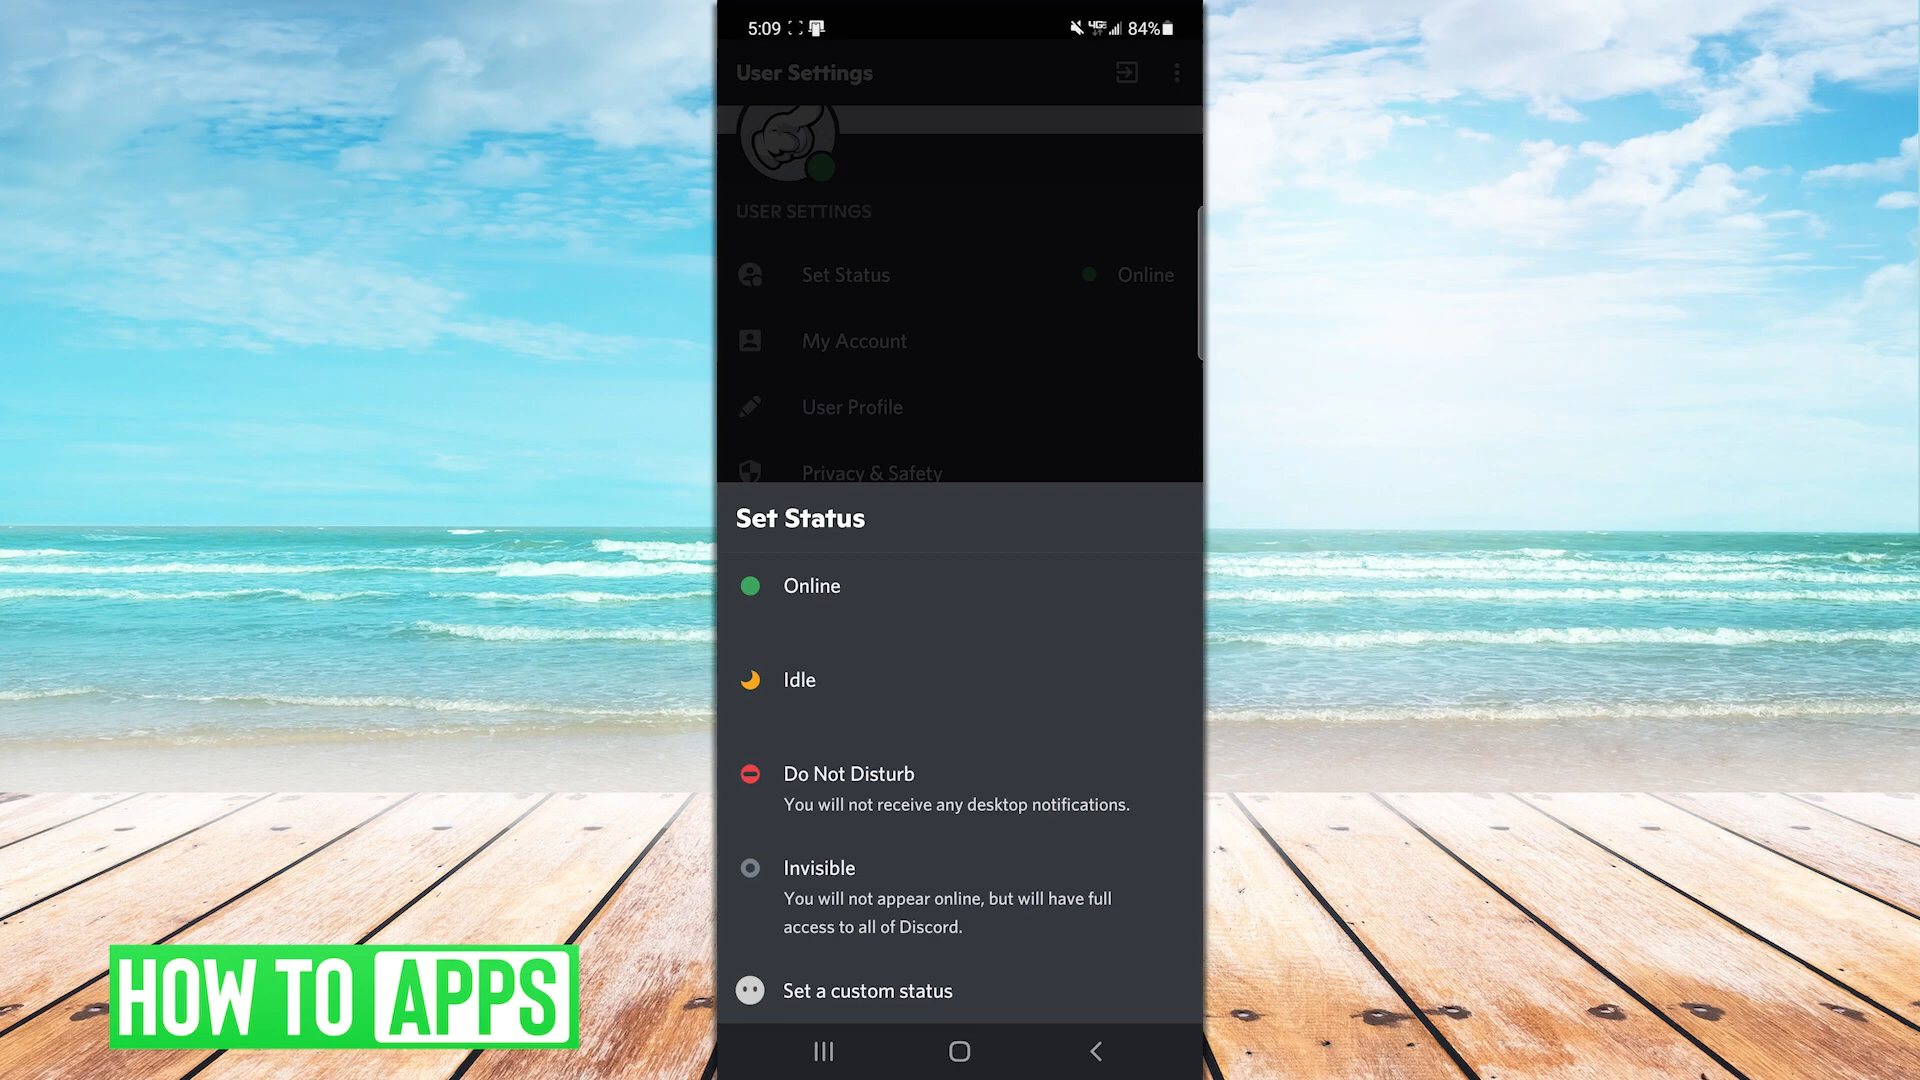 5:09
4GE 84%
User Settings
USER SETTINGS
Set Status
Online
My Account
User Profile
Privacy & Safety
Set Status
Online
Idle
Do Not Disturb
You will not receive any desktop notifications.
Invisible
You will not appear online, but will have full
access to all of Discord.
Set a custom status
HOW TO APPS